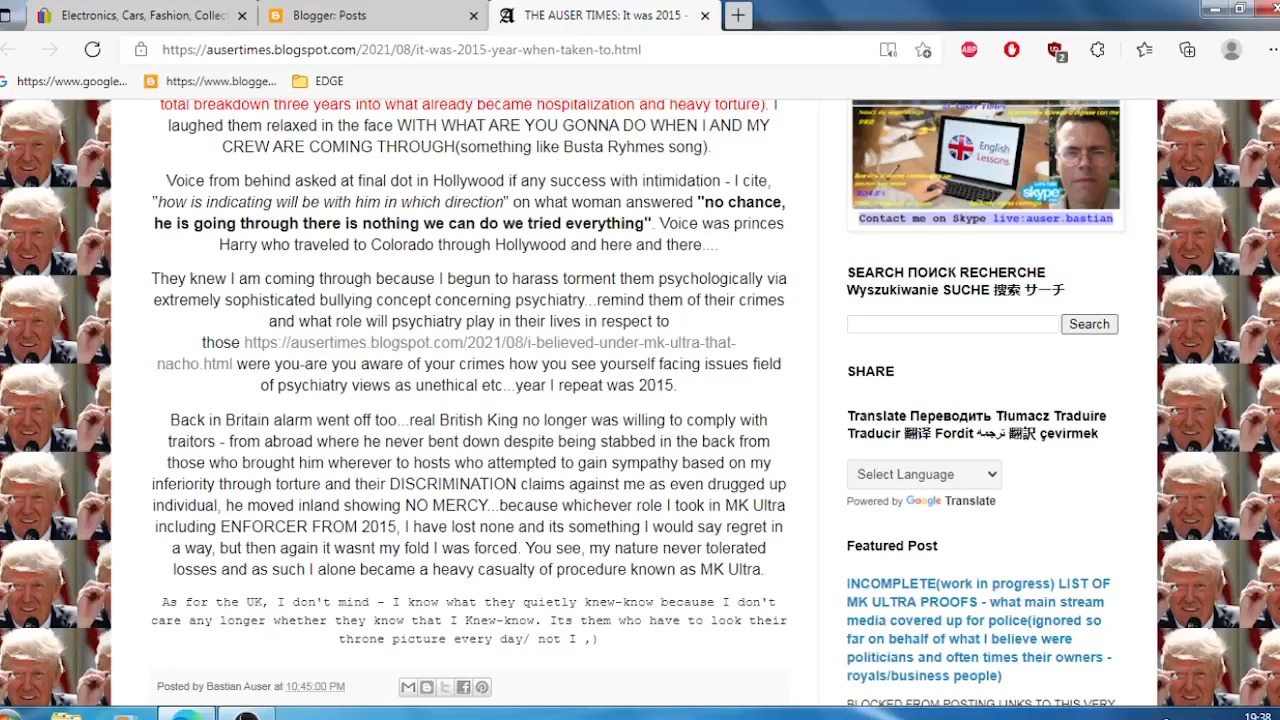 Electronics, Cars, Fashion, Collect
Blogger: Posts
THE AUSER TIMES: It was 2015 -
https://ausertimes.blogspot.com/2021/08/it-was-2015-year-when-taken-to.html
ABP
2
https://www.google...
https://www.blogge...
EDGE
total breakdown three years into what already became hospitalization and heavy torture). I
laughed them relaxed in the face WITH WHAT ARE YOU GONNA DO WHEN I AND MY
CREW ARE COMING THROUGH(something like Busta Ryhmes song).
Voice from behind asked at final dot in Hollywood if any success with intimidation - I cite,
"how is indicating will be with him in which direction" on what woman answered "no chance,
he is going through there is nothing we can do we tried everything". Voice was princes
Harry who traveled to Colorado through Hollywood and here and there....
They knew I am coming through because I begun to harass torment them psychologically via
extremely sophisticated bullying concept concerning psychiatry...remind them of their crimes
and what role will psychiatry play in their lives in respect to
those https://ausertimes.blogspot.com/2021/08/i-believed-under-mk-ultra-that-
nacho.html were you-are you aware of your crimes how you see yourself facing issues field
of psychiatry views as unethical etc...year I repeat was 2015.
Back in Britain alarm went off too...real British King no longer was willing to comply with
traitors - from abroad where he never bent down despite being stabbed in the back from
those who brought him wherever to hosts who attempted to gain sympathy based on my
inferiority through torture and their DISCRIMINATION claims against me as even drugged up
individual, he moved inland showing NO MERCY...because whichever role I took in MK Ultra
including ENFORCER FROM 2015, I have lost none and its something I would say regret in
a way, but then again it wasnt my fold I was forced. You see, my nature never tolerated
losses and as such I alone became a heavy casualty of procedure known as MK Ultra.
As for the UK, I don't mind - I know what they quietly knew-know because I don't
care any longer whether they know that I Knew-know. Its them who have to look their
throne picture every day/ not I ,)
Posted by Bastian Auser at 10:45:00 PM
English
Lessons
skype
Contact me on Skype live:auser.bastian
SEARCH ПОИСК RECHERCHE
Wyszukiwanie SUCHE 搜索 サーチ
Search
SHARE
Translate Переводить Tłumacz Traduire
Traducir 翻译 Fordít ترجمة 翻訳 çevirmek
Select Language
Powered by Google Translate
Featured Post
INCOMPLETE(work in progress) LIST OF
MK ULTRA PROOFS - what main stream
media covered up for police(ignored so
far on behalf of what I believe were
politicians and often times their owners -
royals/business people)
BLOCKED FROM POSTING LINKS TO THIS VERY
19:38